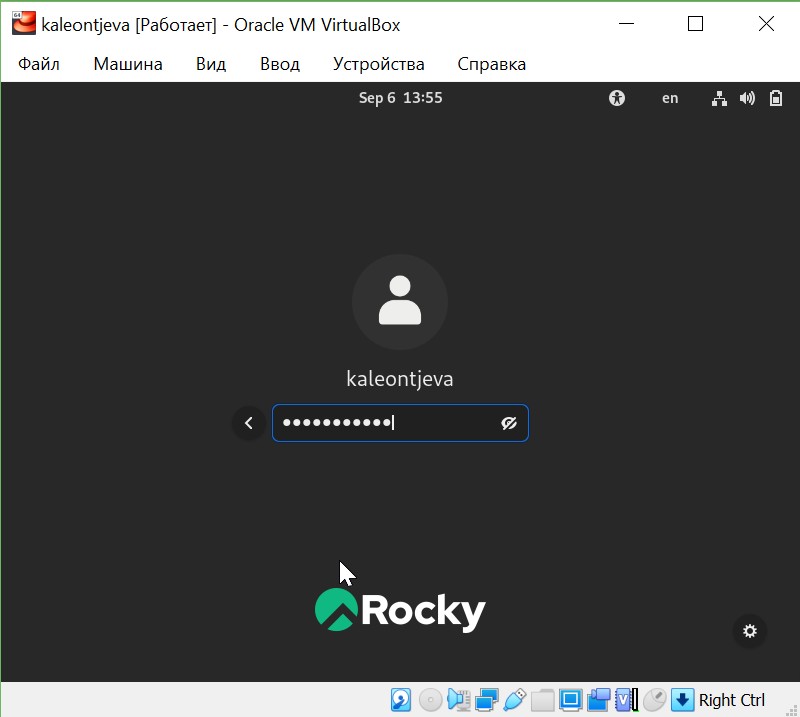 kaleontjeva [Работает] - Oracle VM VirtualBox
Файл Машина Вид Ввод Устройства Справка
Sep 6 13:55 en
kaleontjeva
Rocky
Right Ctrl